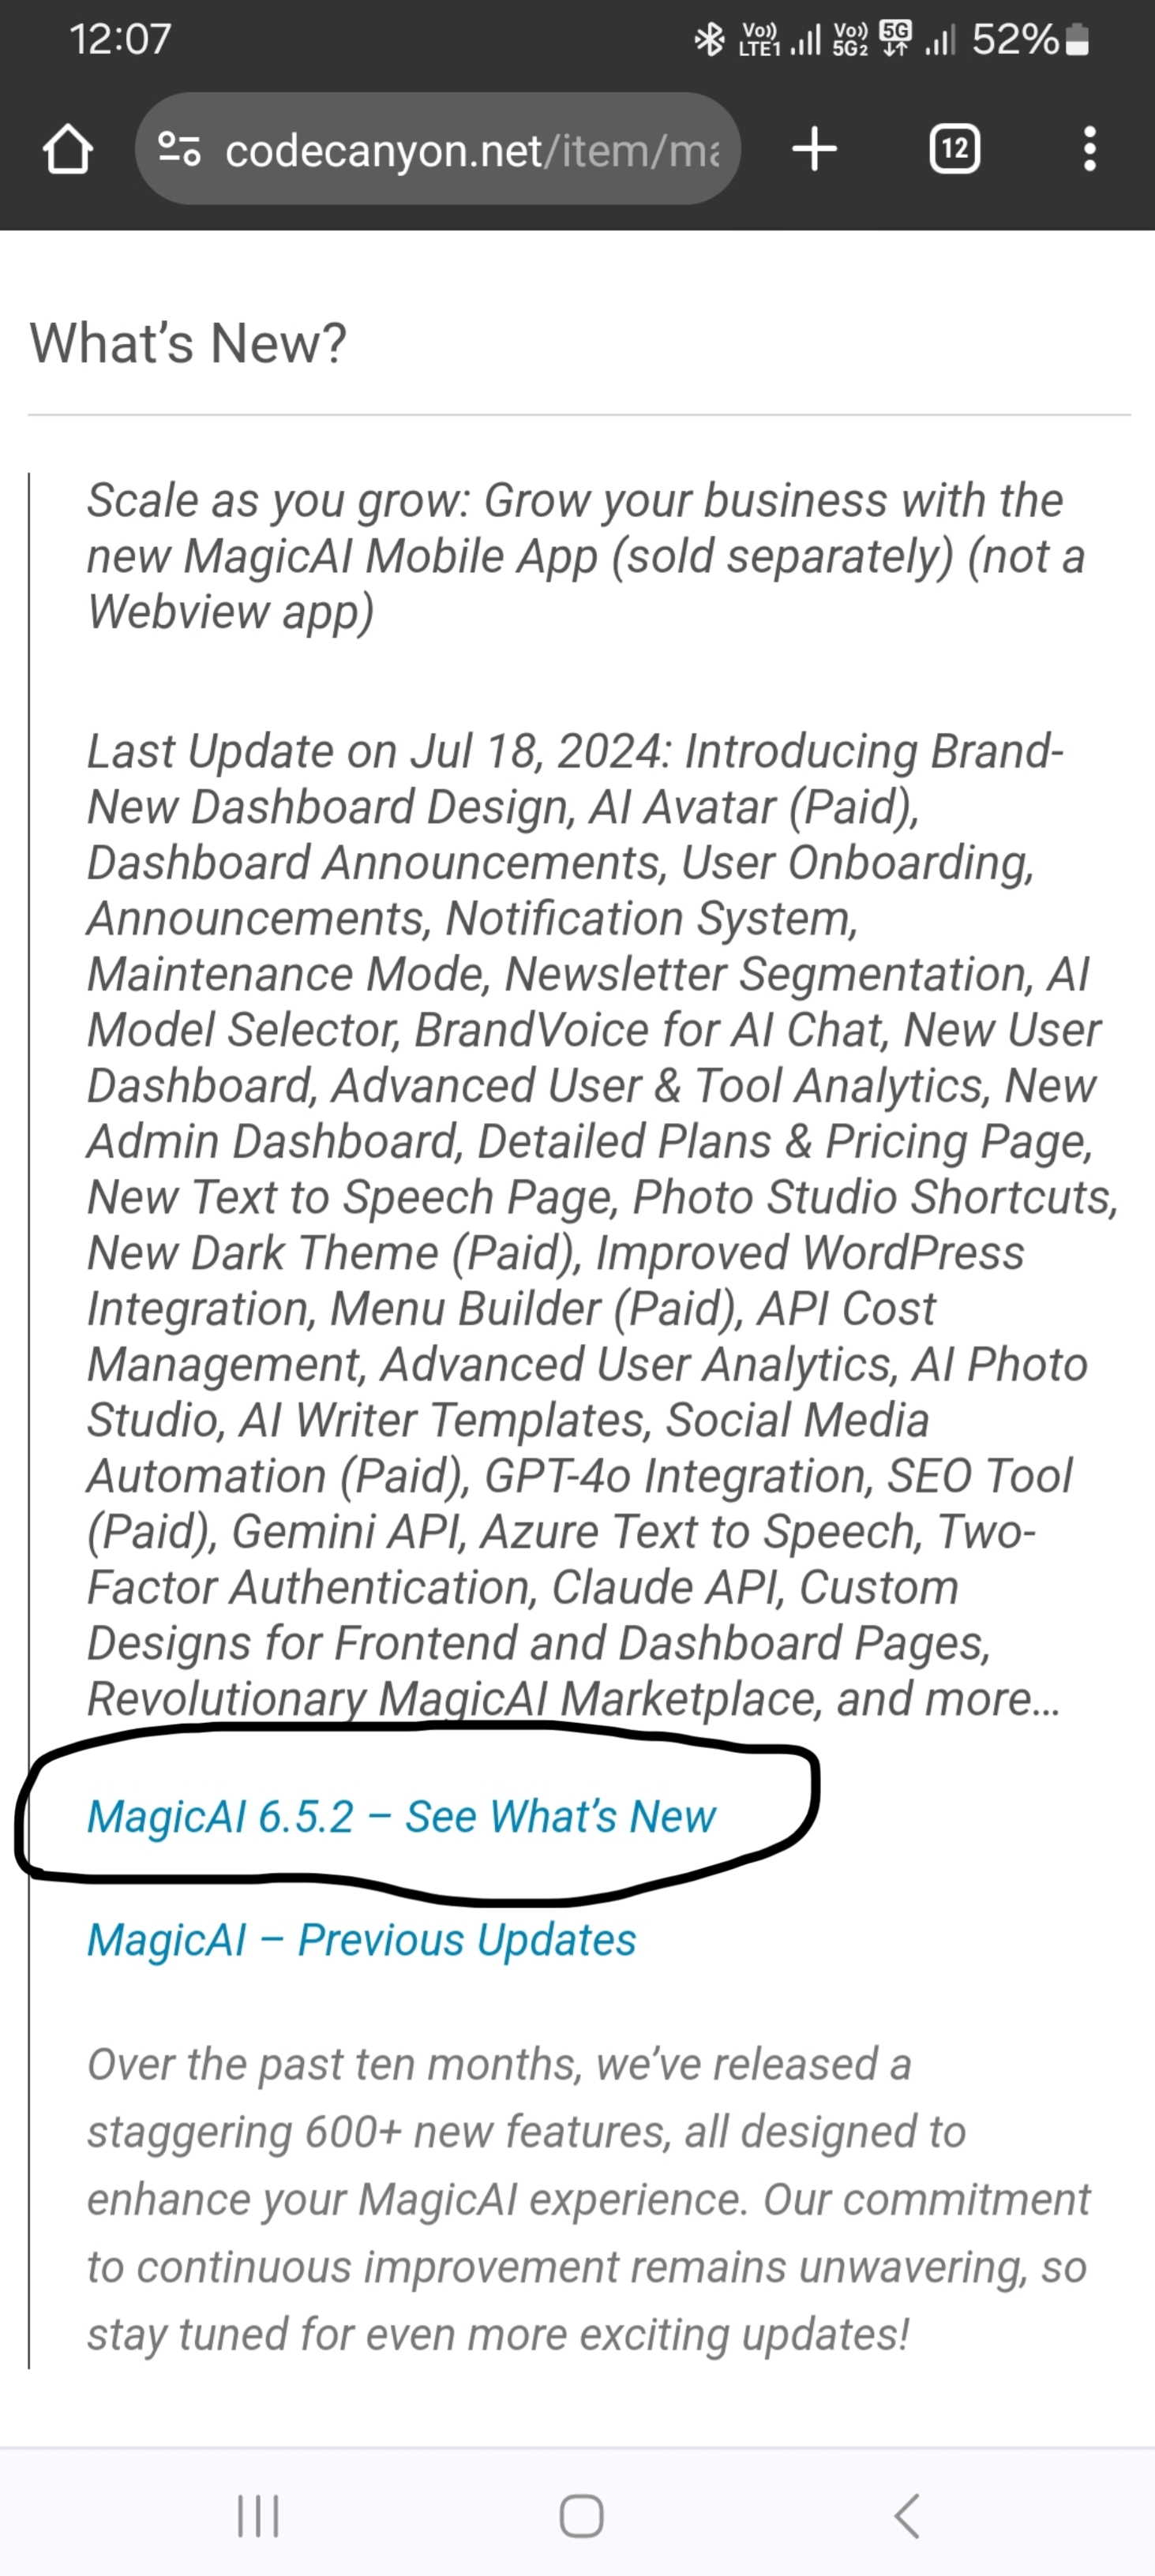 12:07
Vo)) LTE1 Vo)) 5G2 5G 52%
codecanyon.net/item/ma
12
What's New?
Scale as you grow: Grow your business with the
new MagicAI Mobile App (sold separately) (not a
Webview app)
Last Update on Jul 18, 2024: Introducing Brand-
New Dashboard Design, AI Avatar (Paid),
Dashboard Announcements, User Onboarding,
Announcements, Notification System,
Maintenance Mode, Newsletter Segmentation, AI
Model Selector, BrandVoice for AI Chat, New User
Dashboard, Advanced User & Tool Analytics, New
Admin Dashboard, Detailed Plans & Pricing Page,
New Text to Speech Page, Photo Studio Shortcuts,
New Dark Theme (Paid), Improved WordPress
Integration, Menu Builder (Paid), API Cost
Management, Advanced User Analytics, AI Photo
Studio, AI Writer Templates, Social Media
Automation (Paid), GPT-4o Integration, SEO Tool
(Paid), Gemini API, Azure Text to Speech, Two-
Factor Authentication, Claude API, Custom
Designs for Frontend and Dashboard Pages,
Revolutionary MagicAI Marketplace, and more...
MagicAI 6.5.2 – See What's New
MagicAI – Previous Updates
Over the past ten months, we've released a
staggering 600+ new features, all designed to
enhance your MagicAI experience. Our commitment
to continuous improvement remains unwavering, so
stay tuned for even more exciting updates!